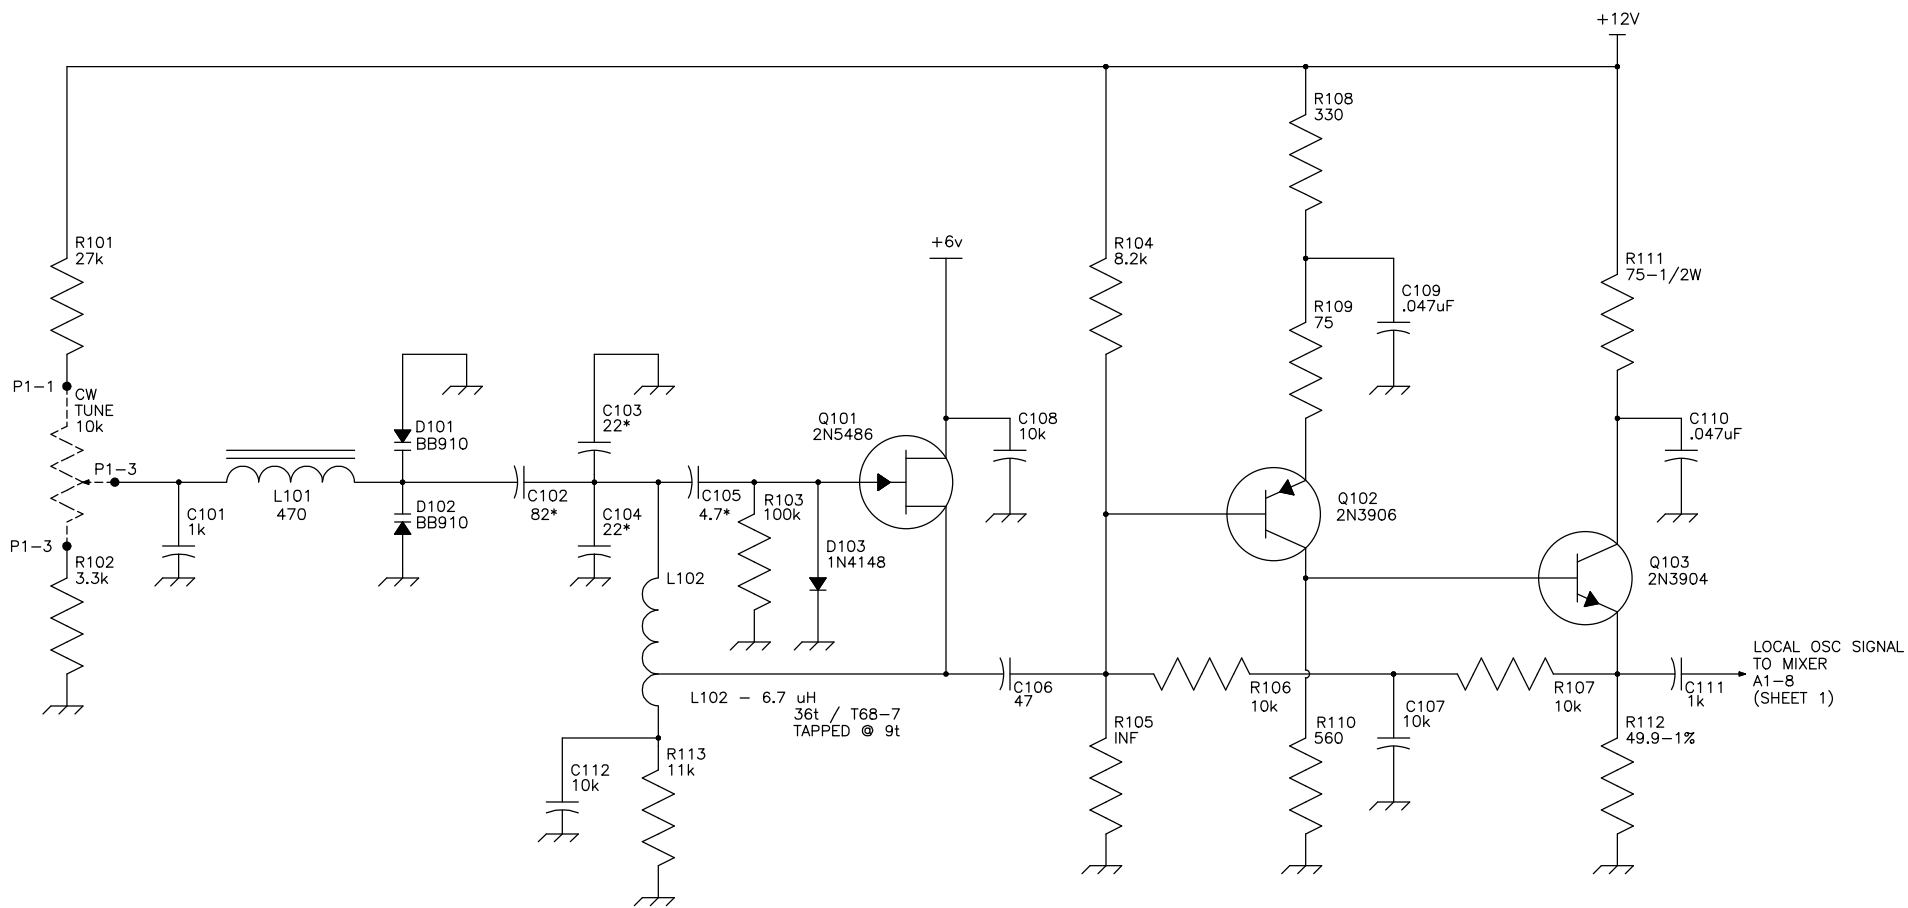 +12V
R108
330
R101
27k
+6v
R104
8.2k
R111
75-1/2W
C109
.047uF
R109
75
P1-1
CW
TUNE
10k
D101
BB910
C103
22*
Q101
2N5486
C108
10k
C110
.047uF
P1-3
L101
470
C101
1k
D102
BB910
C102
82*
C104
22*
C105
4.7*
R103
100k
Q102
2N3906
P1-3
R102
3.3k
L102
D103
1N4148
Q103
2N3904
LOCAL OSC SIGNAL
TO MIXER
A1-8
(SHEET 1)
L102 - 6.7 uH
36t / T68-7
TAPPED @ 9t
C106
47
R106
10k
R107
10k
C111
1k
R105
INF
R110
560
C107
10k
R112
49.9-1%
C112
10k
R113
11k